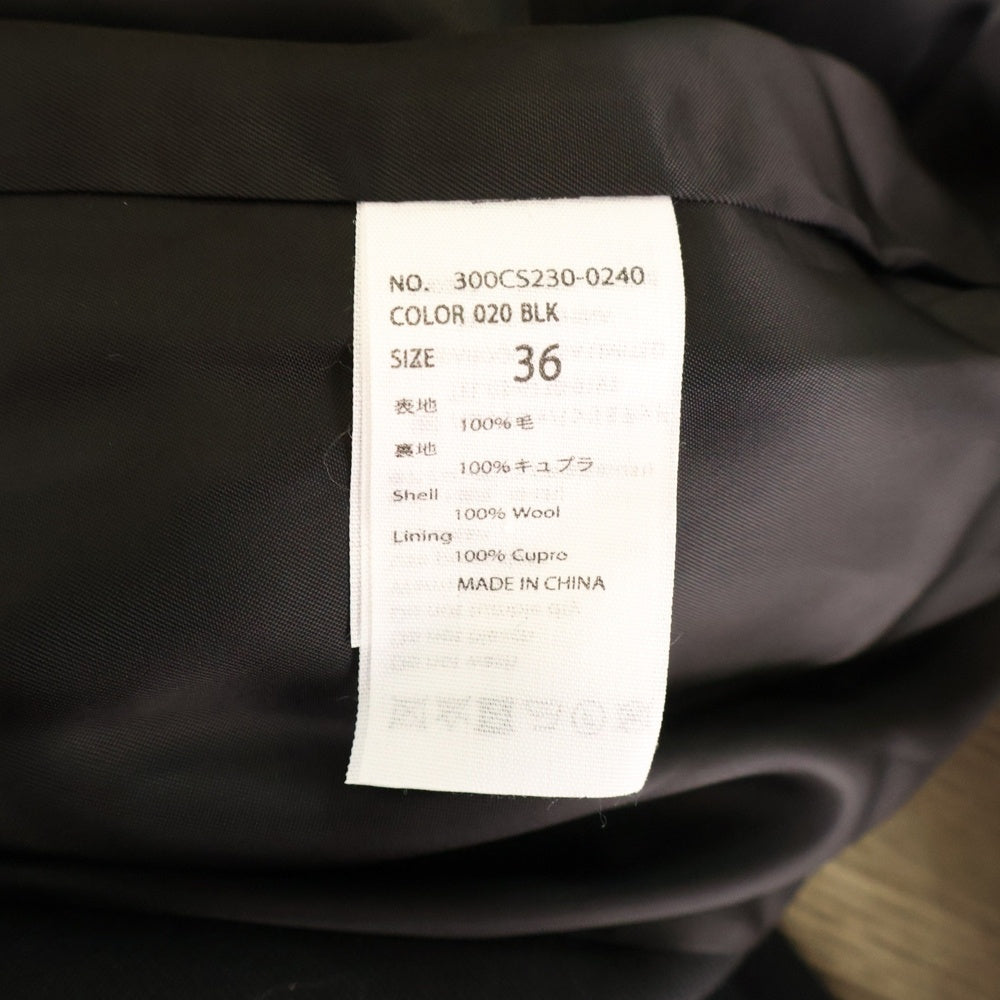 NO. 300CS230-0240
COLOR 020 BLK
SIZE 36
表地
100%毛
裏地
100%キュプラ
Shell
100% Wool
Lining
100% Cupro
MADE IN CHINA